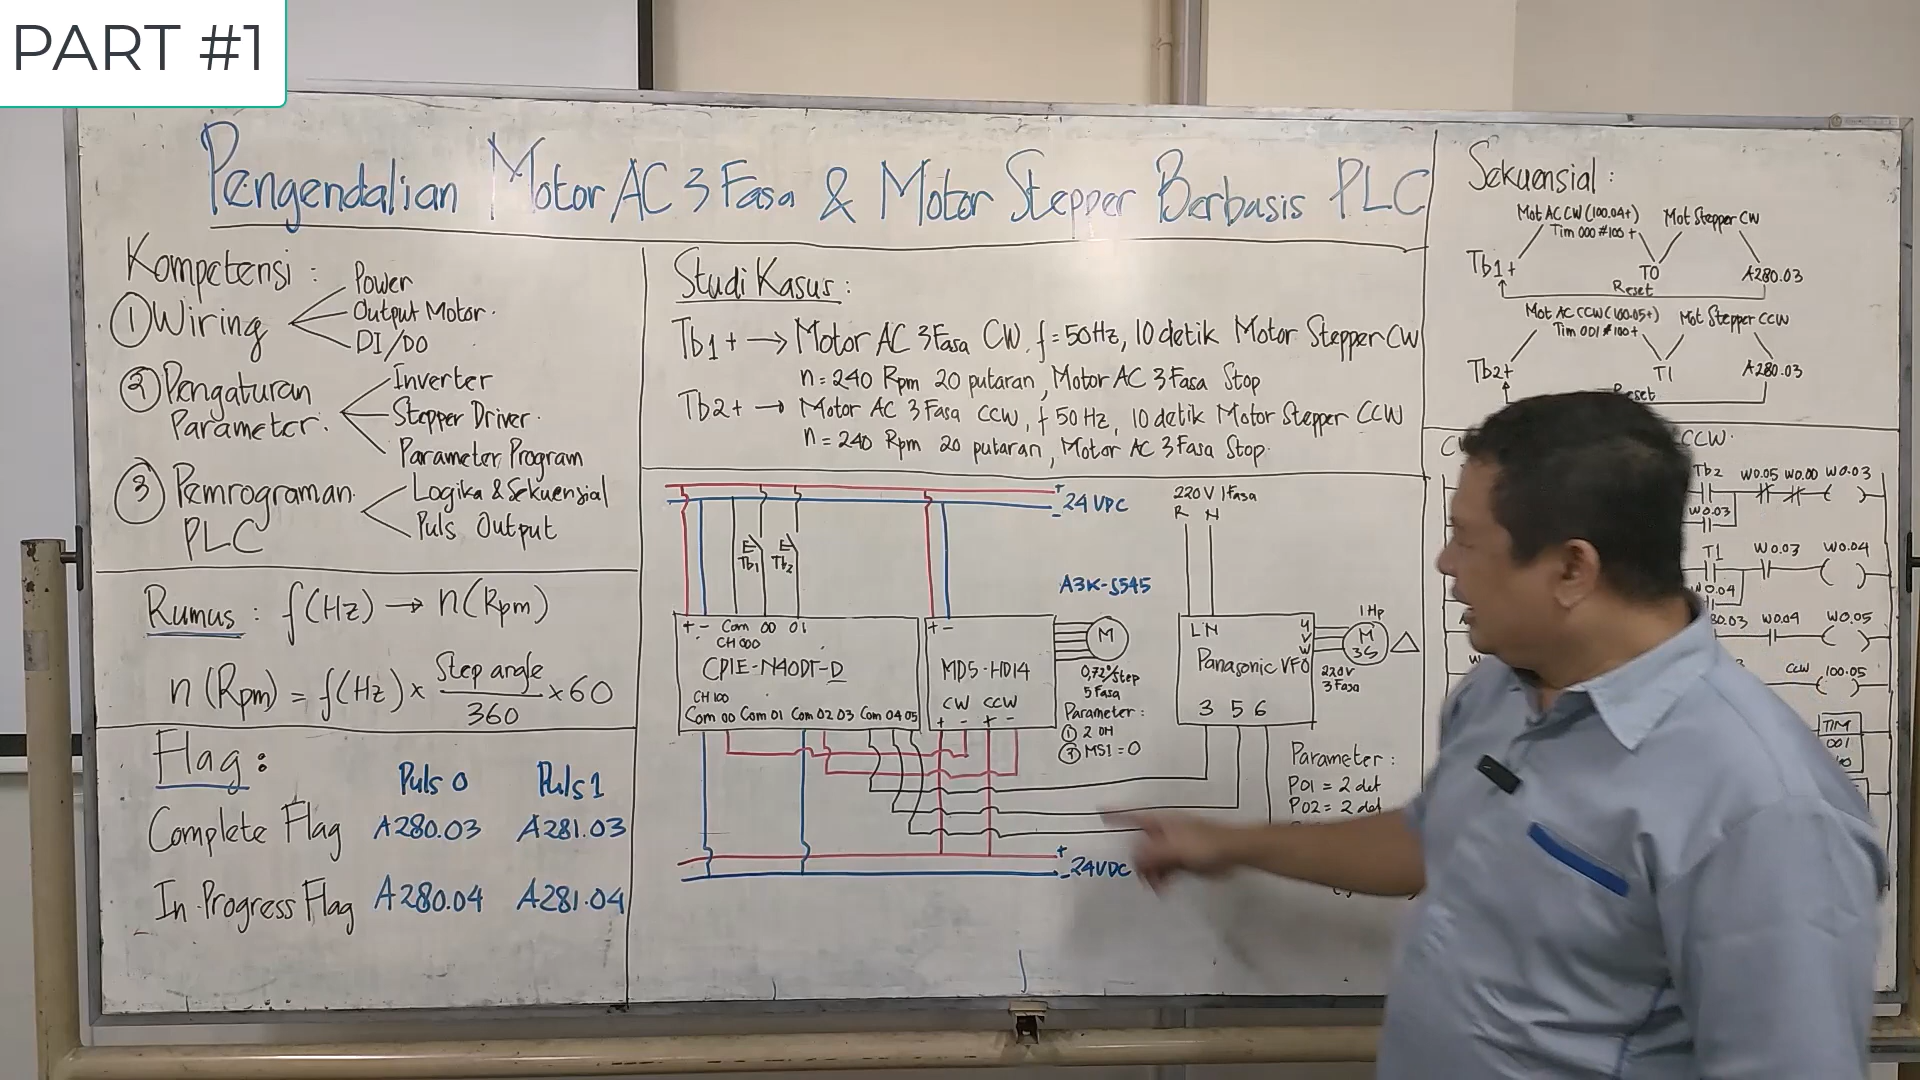 PART #1
Pengendalian Motor AC 3 Fasa & Motor Stepper Berbasis PLC
Kompetensi :
① Wiring
Power
Output Motor.
DI/DO
② Pengaturan Parameter.
Inverter
Stepper Driver.
Parameter Program
③ Pemrograman PLC
Logika & Sekuensial
Puls Output
Rumus : f(Hz) → n(Rpm)
n (Rpm) = f(Hz) x Step angle / 360 x 60
Flag :
Puls 0 Puls 1
Complete Flag A280.03 A281.03
In Progress Flag A280.04 A281.04
Studi Kasus :
Tb1 + → Motor AC 3 Fasa CW, f = 50Hz, 10 detik Motor Stepper CW
n = 240 Rpm 20 putaran, Motor AC 3 Fasa Stop
Tb2 + → Motor AC 3 Fasa CCW, f 50 Hz, 10 detik Motor Stepper CCW
n = 240 Rpm 20 putaran, Motor AC 3 Fasa Stop.
+
- 24 VDC
Tb1 Tb2
+ - Com 00 01
CH 000
CP1E-N40DT-D
CH 100
Com 00 Com 01 Com 02 03 Com 04 05
+ -
MD5-HD14
CW CCW
+ - + -
A3K-S545
M
0,72°/Step
5 Fasa
Parameter :
① 2 OH
② MS1 = 0
+
- 24VDC
220V 1 Fasa
R N
L N
U
V
W
Panasonic VFO
3 5 6
1 Hp
M
3S
220V
3 Fasa
Parameter :
P01 = 2 det
P02 = 2 det
Sekuensial :
Mot AC CW (100.04+) Mot Stepper CW
Tim 000 #100 +
Tb1+ T0 A280.03
Reset
Mot AC CCW (100.05+) Mot Stepper CCW
Tim 001 #100+
Tb2+ T1 A280.03
Reset
CCW.
Tb2 W0.05 W0.00 W0.03
W0.03
T1 W0.03 W0.04
W0.04
W0.04 W0.05
CCW 100.05
TIM
001